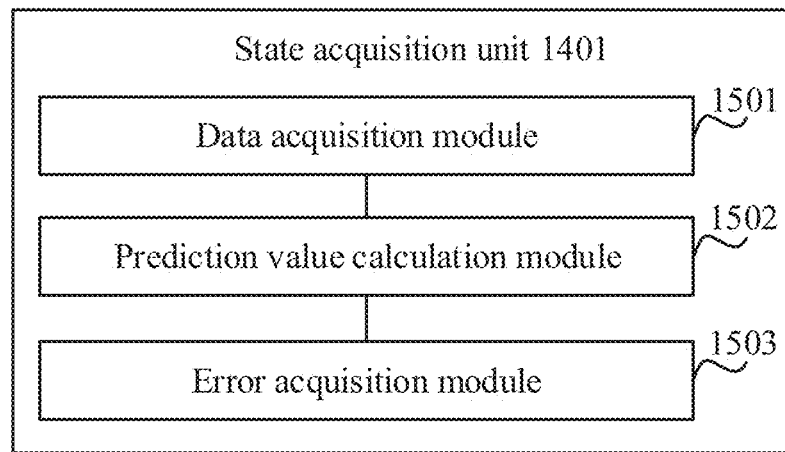 State acquisition unit 1401
1501
Data acquisition module
1502
Prediction value calculation module
1503
Error acquisition module